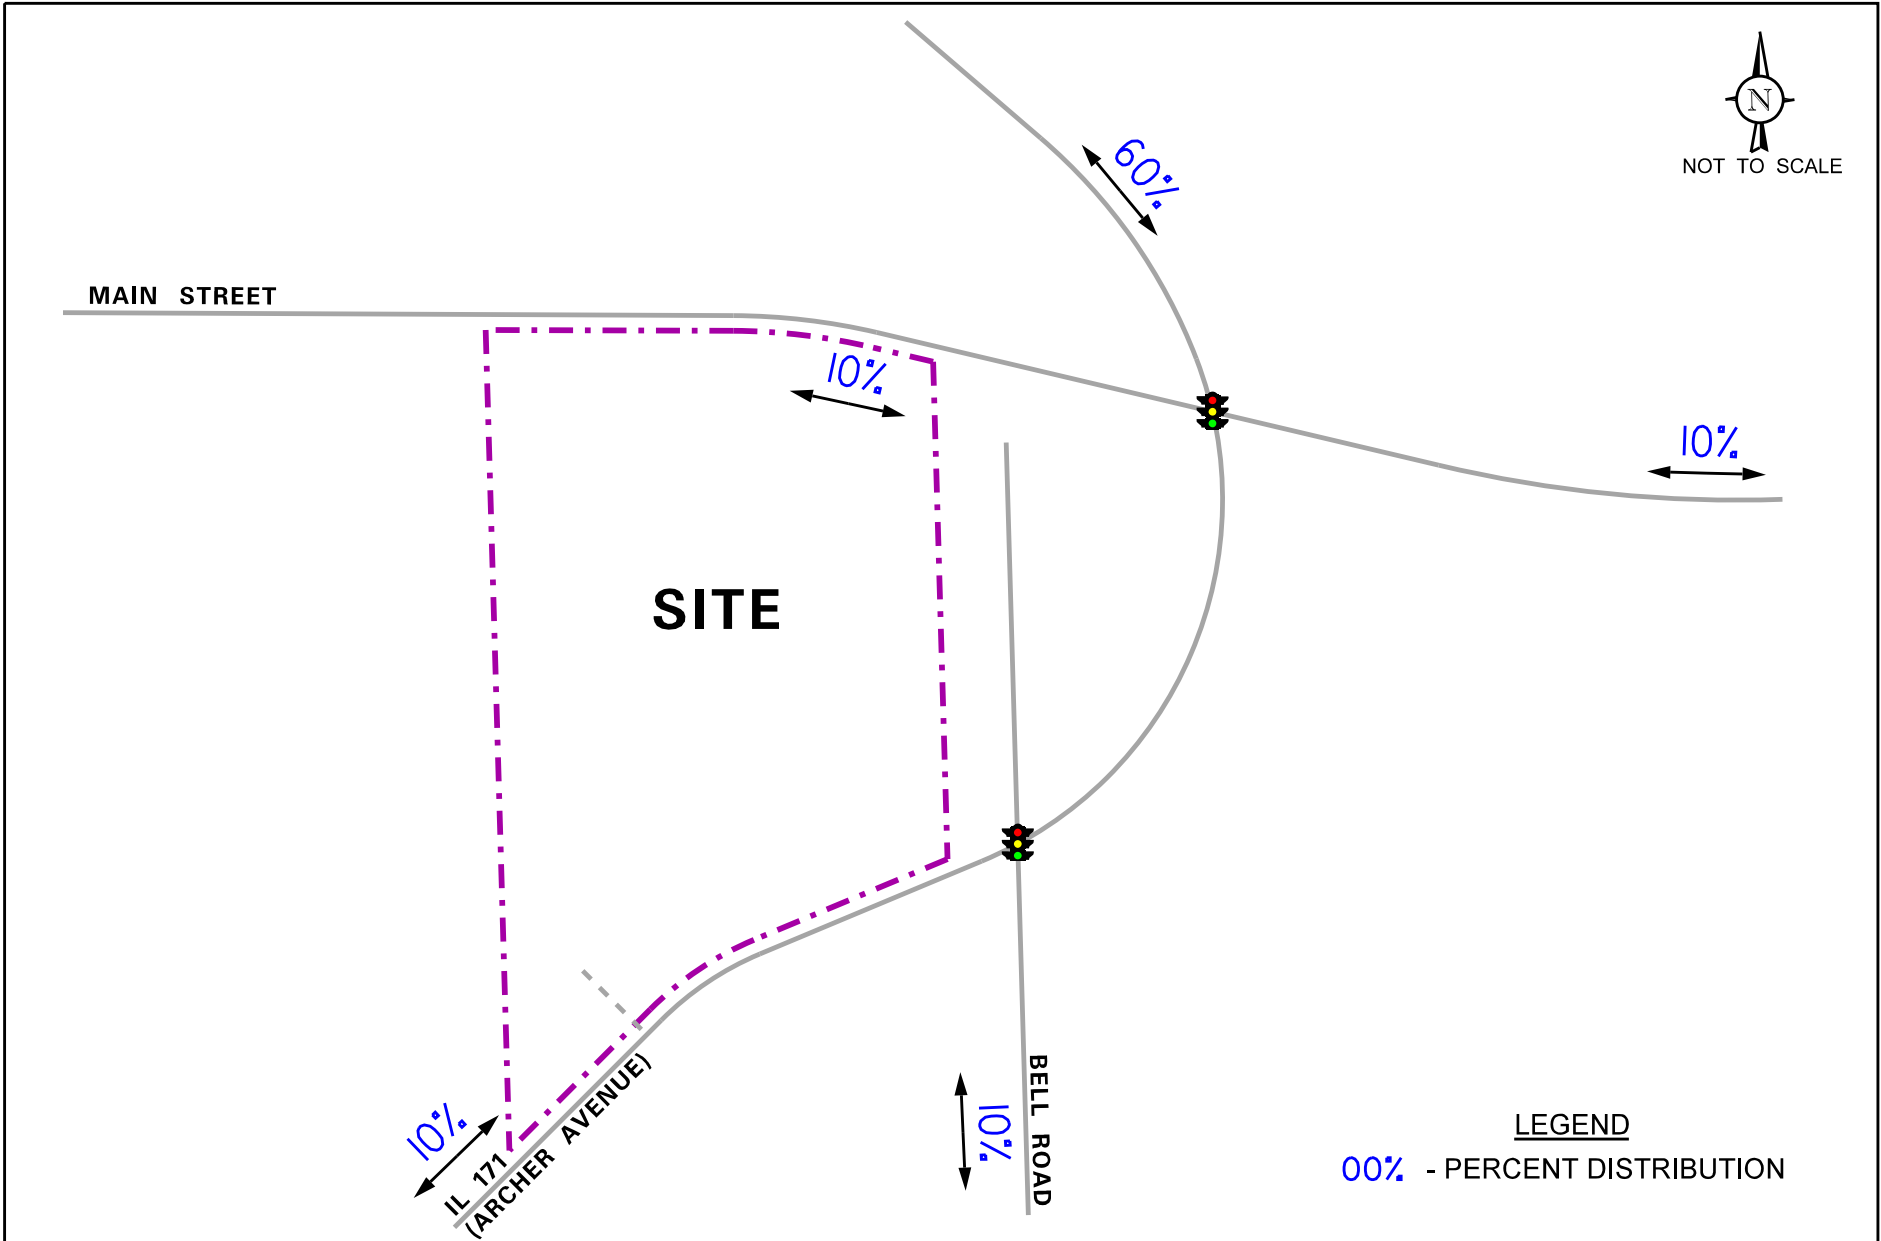 60%
N
NOT TO SCALE
MAIN STREET
10%
10%
SITE
10%
IL 171
(ARCHER AVENUE)
10%
BELL ROAD
LEGEND
00% - PERCENT DISTRIBUTION